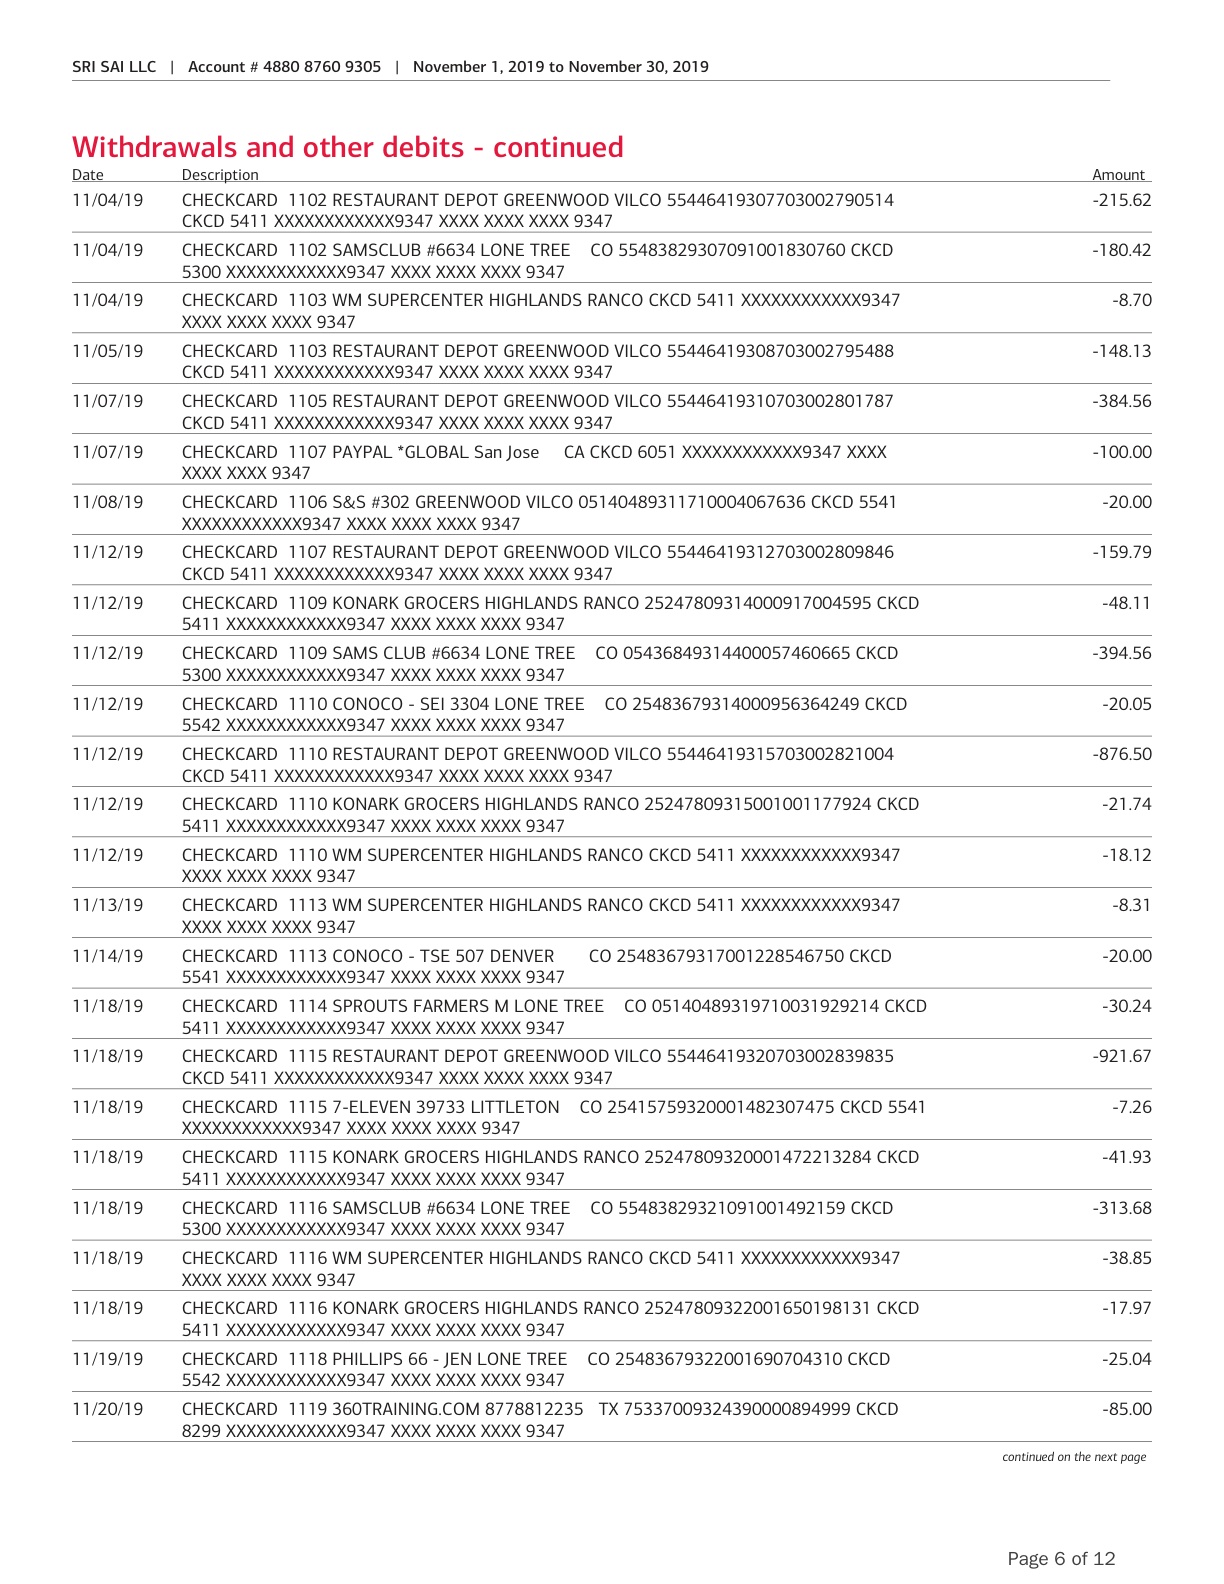 SRI SAI LLC | Account # 4880 8760 9305 | November 1, 2019 to November 30, 2019
Withdrawals and other debits - continued
Date Description Amount
11/04/19 CHECKCARD 1102 RESTAURANT DEPOT GREENWOOD VILCO 55446419307703002790514 -215.62
CKCD 5411 XXXXXXXXXXXX9347 XXXX XXXX XXXX 9347
11/04/19 CHECKCARD 1102 SAMSCLUB #6634 LONE TREE CO 55483829307091001830760 CKCD -180.42
5300 XXXXXXXXXXXX9347 XXXX XXXX XXXX 9347
11/04/19 CHECKCARD 1103 WM SUPERCENTER HIGHLANDS RANCO CKCD 5411 XXXXXXXXXXXX9347 -8.70
XXXX XXXX XXXX 9347
11/05/19 CHECKCARD 1103 RESTAURANT DEPOT GREENWOOD VILCO 55446419308703002795488 -148.13
CKCD 5411 XXXXXXXXXXXX9347 XXXX XXXX XXXX 9347
11/07/19 CHECKCARD 1105 RESTAURANT DEPOT GREENWOOD VILCO 55446419310703002801787 -384.56
CKCD 5411 XXXXXXXXXXXX9347 XXXX XXXX XXXX 9347
11/07/19 CHECKCARD 1107 PAYPAL *GLOBAL San Jose CA CKCD 6051 XXXXXXXXXXXX9347 XXXX -100.00
XXXX XXXX 9347
11/08/19 CHECKCARD 1106 S&S #302 GREENWOOD VILCO 05140489311710004067636 CKCD 5541 -20.00
XXXXXXXXXXXX9347 XXXX XXXX XXXX 9347
11/12/19 CHECKCARD 1107 RESTAURANT DEPOT GREENWOOD VILCO 55446419312703002809846 -159.79
CKCD 5411 XXXXXXXXXXXX9347 XXXX XXXX XXXX 9347
11/12/19 CHECKCARD 1109 KONARK GROCERS HIGHLANDS RANCO 25247809314000917004595 CKCD -48.11
5411 XXXXXXXXXXXX9347 XXXX XXXX XXXX 9347
11/12/19 CHECKCARD 1109 SAMS CLUB #6634 LONE TREE CO 05436849314400057460665 CKCD -394.56
5300 XXXXXXXXXXXX9347 XXXX XXXX XXXX 9347
11/12/19 CHECKCARD 1110 CONOCO - SEI 3304 LONE TREE CO 25483679314000956364249 CKCD -20.05
5542 XXXXXXXXXXXX9347 XXXX XXXX XXXX 9347
11/12/19 CHECKCARD 1110 RESTAURANT DEPOT GREENWOOD VILCO 55446419315703002821004 -876.50
CKCD 5411 XXXXXXXXXXXX9347 XXXX XXXX XXXX 9347
11/12/19 CHECKCARD 1110 KONARK GROCERS HIGHLANDS RANCO 25247809315001001177924 CKCD -21.74
5411 XXXXXXXXXXXX9347 XXXX XXXX XXXX 9347
11/12/19 CHECKCARD 1110 WM SUPERCENTER HIGHLANDS RANCO CKCD 5411 XXXXXXXXXXXX9347 -18.12
XXXX XXXX XXXX 9347
11/13/19 CHECKCARD 1113 WM SUPERCENTER HIGHLANDS RANCO CKCD 5411 XXXXXXXXXXXX9347 -8.31
XXXX XXXX XXXX 9347
11/14/19 CHECKCARD 1113 CONOCO - TSE 507 DENVER CO 25483679317001228546750 CKCD -20.00
5541 XXXXXXXXXXXX9347 XXXX XXXX XXXX 9347
11/18/19 CHECKCARD 1114 SPROUTS FARMERS M LONE TREE CO 05140489319710031929214 CKCD -30.24
5411 XXXXXXXXXXXX9347 XXXX XXXX XXXX 9347
11/18/19 CHECKCARD 1115 RESTAURANT DEPOT GREENWOOD VILCO 55446419320703002839835 -921.67
CKCD 5411 XXXXXXXXXXXX9347 XXXX XXXX XXXX 9347
11/18/19 CHECKCARD 1115 7-ELEVEN 39733 LITTLETON CO 25415759320001482307475 CKCD 5541 -7.26
XXXXXXXXXXXX9347 XXXX XXXX XXXX 9347
11/18/19 CHECKCARD 1115 KONARK GROCERS HIGHLANDS RANCO 25247809320001472213284 CKCD -41.93
5411 XXXXXXXXXXXX9347 XXXX XXXX XXXX 9347
11/18/19 CHECKCARD 1116 SAMSCLUB #6634 LONE TREE CO 55483829321091001492159 CKCD -313.68
5300 XXXXXXXXXXXX9347 XXXX XXXX XXXX 9347
11/18/19 CHECKCARD 1116 WM SUPERCENTER HIGHLANDS RANCO CKCD 5411 XXXXXXXXXXXX9347 -38.85
XXXX XXXX XXXX 9347
11/18/19 CHECKCARD 1116 KONARK GROCERS HIGHLANDS RANCO 25247809322001650198131 CKCD -17.97
5411 XXXXXXXXXXXX9347 XXXX XXXX XXXX 9347
11/19/19 CHECKCARD 1118 PHILLIPS 66 - JEN LONE TREE CO 25483679322001690704310 CKCD -25.04
5542 XXXXXXXXXXXX9347 XXXX XXXX XXXX 9347
11/20/19 CHECKCARD 1119 360TRAINING.COM 8778812235 TX 75337009324390000894999 CKCD -85.00
8299 XXXXXXXXXXXX9347 XXXX XXXX XXXX 9347
continued on the next page
Page 6 of 12